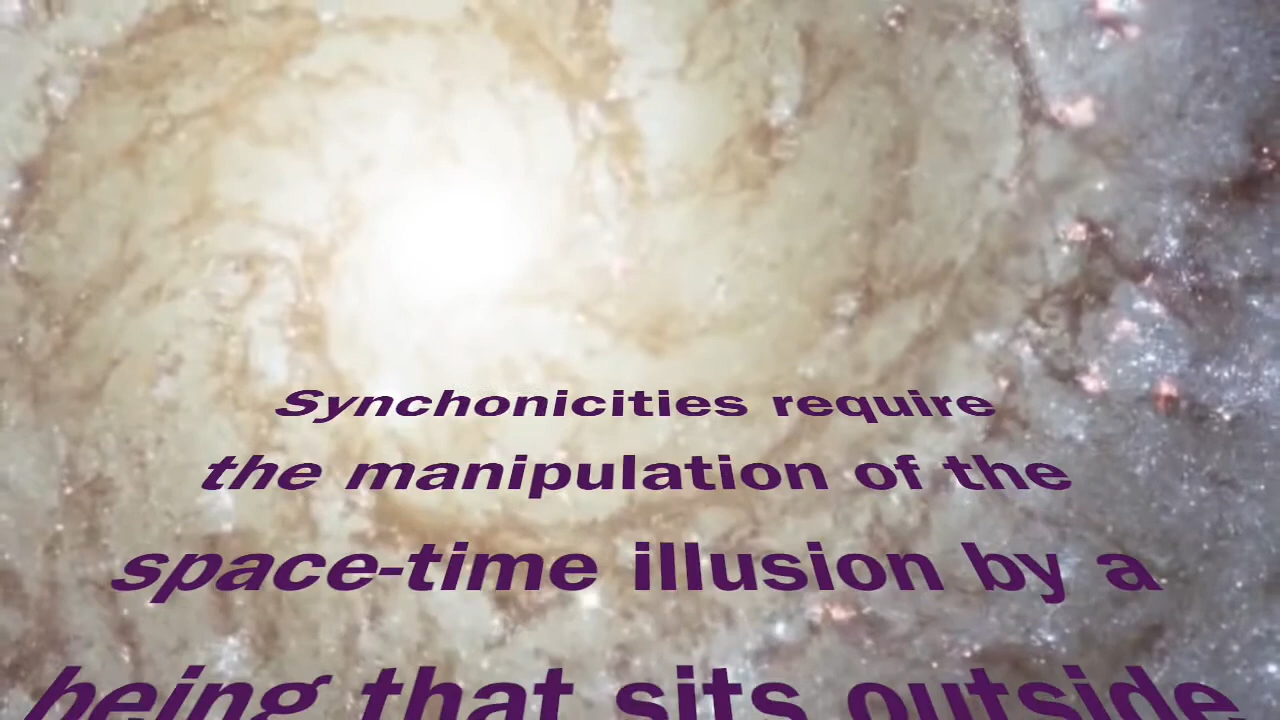 Synchonicities require
the manipulation of the
space-time illusion by a
being that sits outside